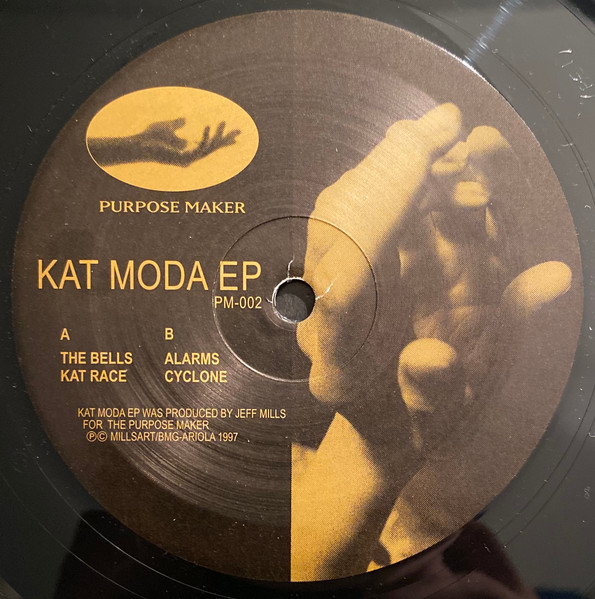 PURPOSE MAKER
KAT MODA EP
PM-002
A B
THE BELLS ALARMS
KAT RACE CYCLONE
KAT MODA EP WAS PRODUCED BY JEFF MILLS
FOR THE PURPOSE MAKER
℗© MILLSART/BMG-ARIOLA 1997